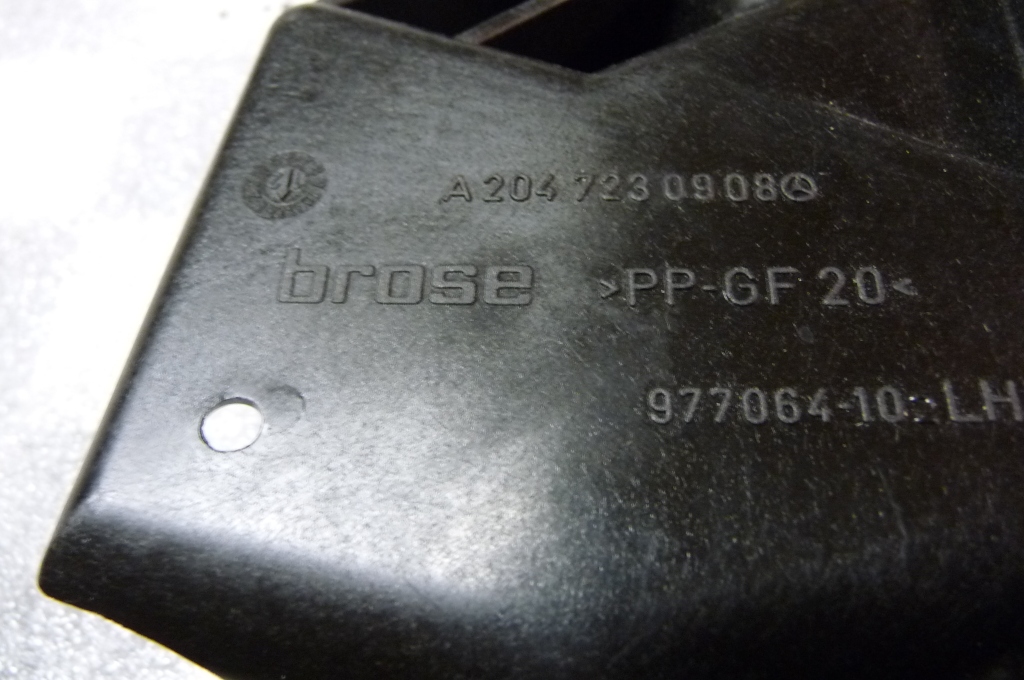 A 204 723 09 08
brose >PP-GF 20<
977064-10 LH